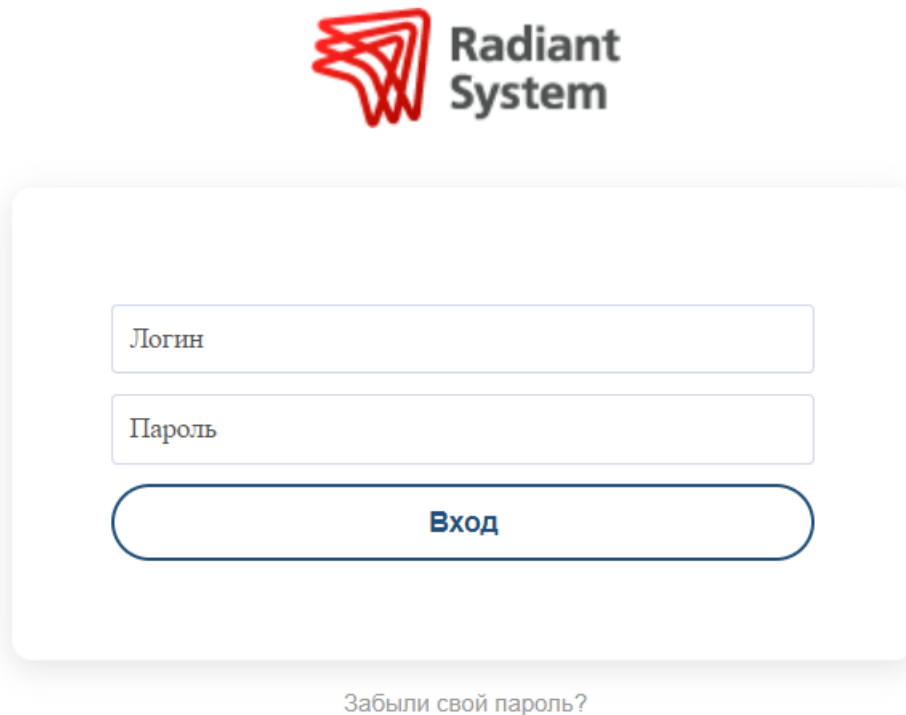 Radiant
System
Логин
Пароль
Вход
Забыли свой пароль?